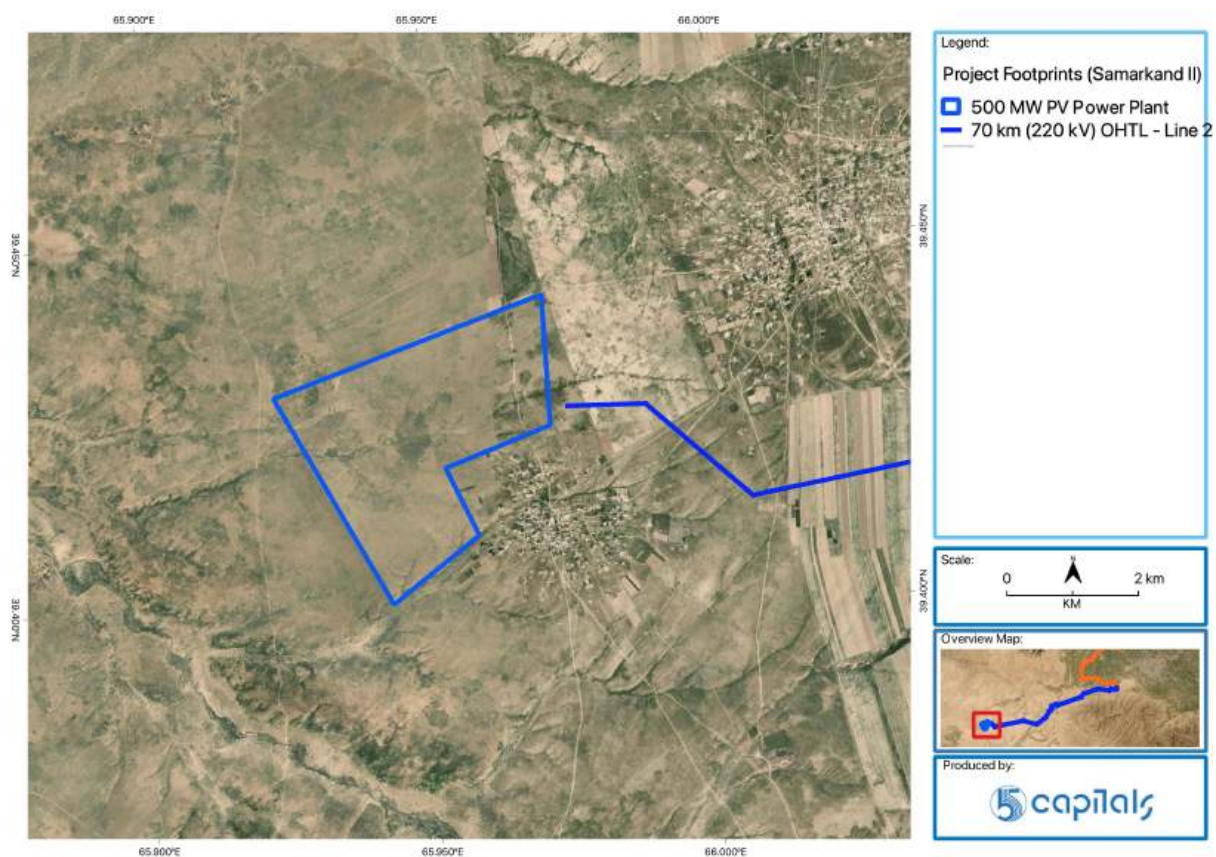 65.900°E
65.950°E
66.000°E
39.450°N
39.400°N
39.450°N
39.400°N
65.900°E
65.950°E
66.000°E
Legend:
Project Footprints (Samarkand II)
500 MW PV Power Plant
70 km (220 kV) OHTL - Line 2
Scale:
N
0 2 km
KM
Overview Map:
Produced by:
5 capitals